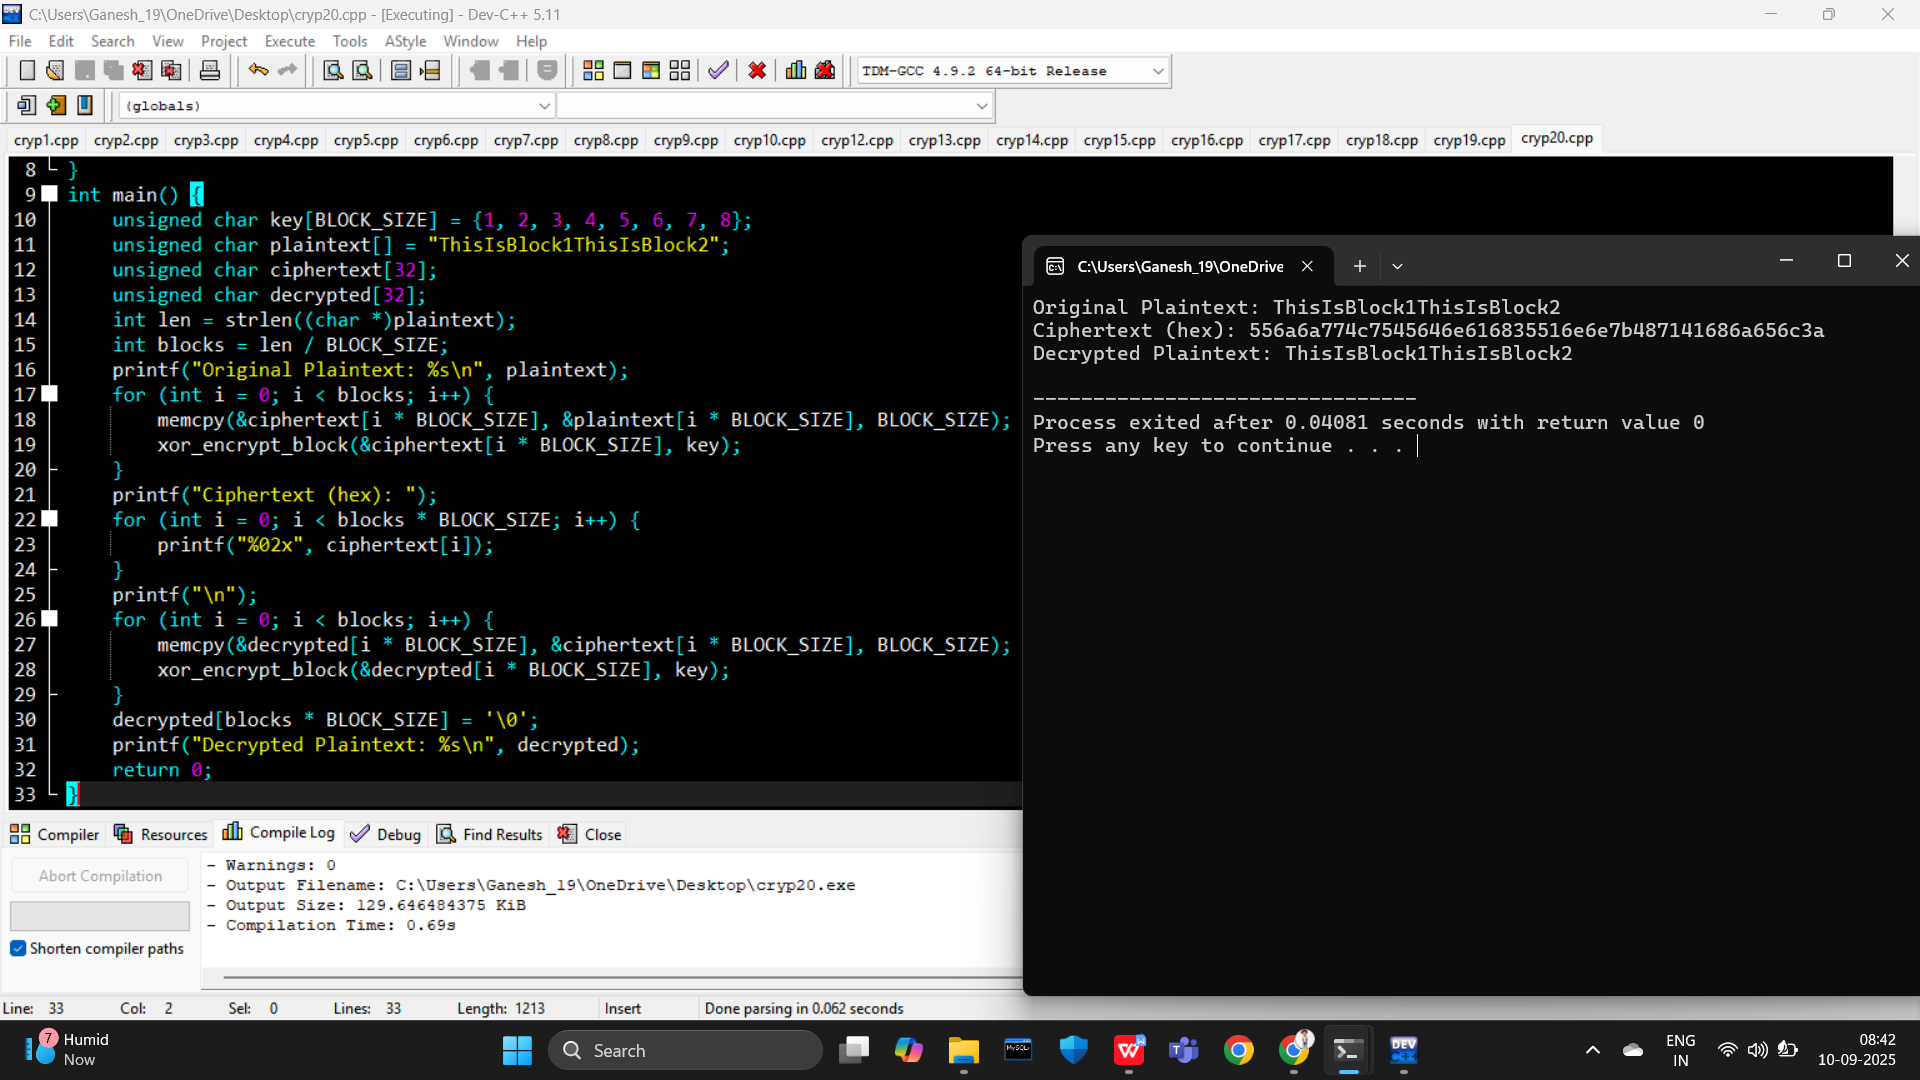 C:\Users\Ganesh_19\OneDrive\Desktop\cryp20.cpp - [Executing] - Dev-C++ 5.11
File Edit Search View Project Execute Tools AStyle Window Help
TDM-GCC 4.9.2 64-bit Release
(globals)
cryp1.cpp cryp2.cpp cryp3.cpp cryp4.cpp cryp5.cpp cryp6.cpp cryp7.cpp cryp8.cpp cryp9.cpp cryp10.cpp cryp12.cpp cryp13.cpp cryp14.cpp cryp15.cpp cryp16.cpp cryp17.cpp cryp18.cpp cryp19.cpp cryp20.cpp
8 }
9 int main() {
10 unsigned char key[BLOCK_SIZE] = {1, 2, 3, 4, 5, 6, 7, 8};
11 unsigned char plaintext[] = "ThisIsBlock1ThisIsBlock2";
12 unsigned char ciphertext[32];
13 unsigned char decrypted[32];
14 int len = strlen((char *)plaintext);
15 int blocks = len / BLOCK_SIZE;
16 printf("Original Plaintext: %s\n", plaintext);
17 for (int i = 0; i < blocks; i++) {
18 memcpy(&ciphertext[i * BLOCK_SIZE], &plaintext[i * BLOCK_SIZE], BLOCK_SIZE);
19 xor_encrypt_block(&ciphertext[i * BLOCK_SIZE], key);
20 }
21 printf("Ciphertext (hex): ");
22 for (int i = 0; i < blocks * BLOCK_SIZE; i++) {
23 printf("%02x", ciphertext[i]);
24 }
25 printf("\n");
26 for (int i = 0; i < blocks; i++) {
27 memcpy(&decrypted[i * BLOCK_SIZE], &ciphertext[i * BLOCK_SIZE], BLOCK_SIZE);
28 xor_encrypt_block(&decrypted[i * BLOCK_SIZE], key);
29 }
30 decrypted[blocks * BLOCK_SIZE] = '\0';
31 printf("Decrypted Plaintext: %s\n", decrypted);
32 return 0;
33 }
C:\Users\Ganesh_19\OneDrive
Original Plaintext: ThisIsBlock1ThisIsBlock2
Ciphertext (hex): 556a6a774c7545646e616835516e6e7b487141686a656c3a
Decrypted Plaintext: ThisIsBlock1ThisIsBlock2
--------------------------------
Process exited after 0.04081 seconds with return value 0
Press any key to continue . . .
Compiler Resources Compile Log Debug Find Results Close
Abort Compilation
Shorten compiler paths
- Warnings: 0
- Output Filename: C:\Users\Ganesh_19\OneDrive\Desktop\cryp20.exe
- Output Size: 129.646484375 KiB
- Compilation Time: 0.69s
Line: 33 Col: 2 Sel: 0 Lines: 33 Length: 1213 Insert Done parsing in 0.062 seconds
7
Humid
Now
Search
MySQL
DEV
C++
ENG
IN
08:42
10-09-2025